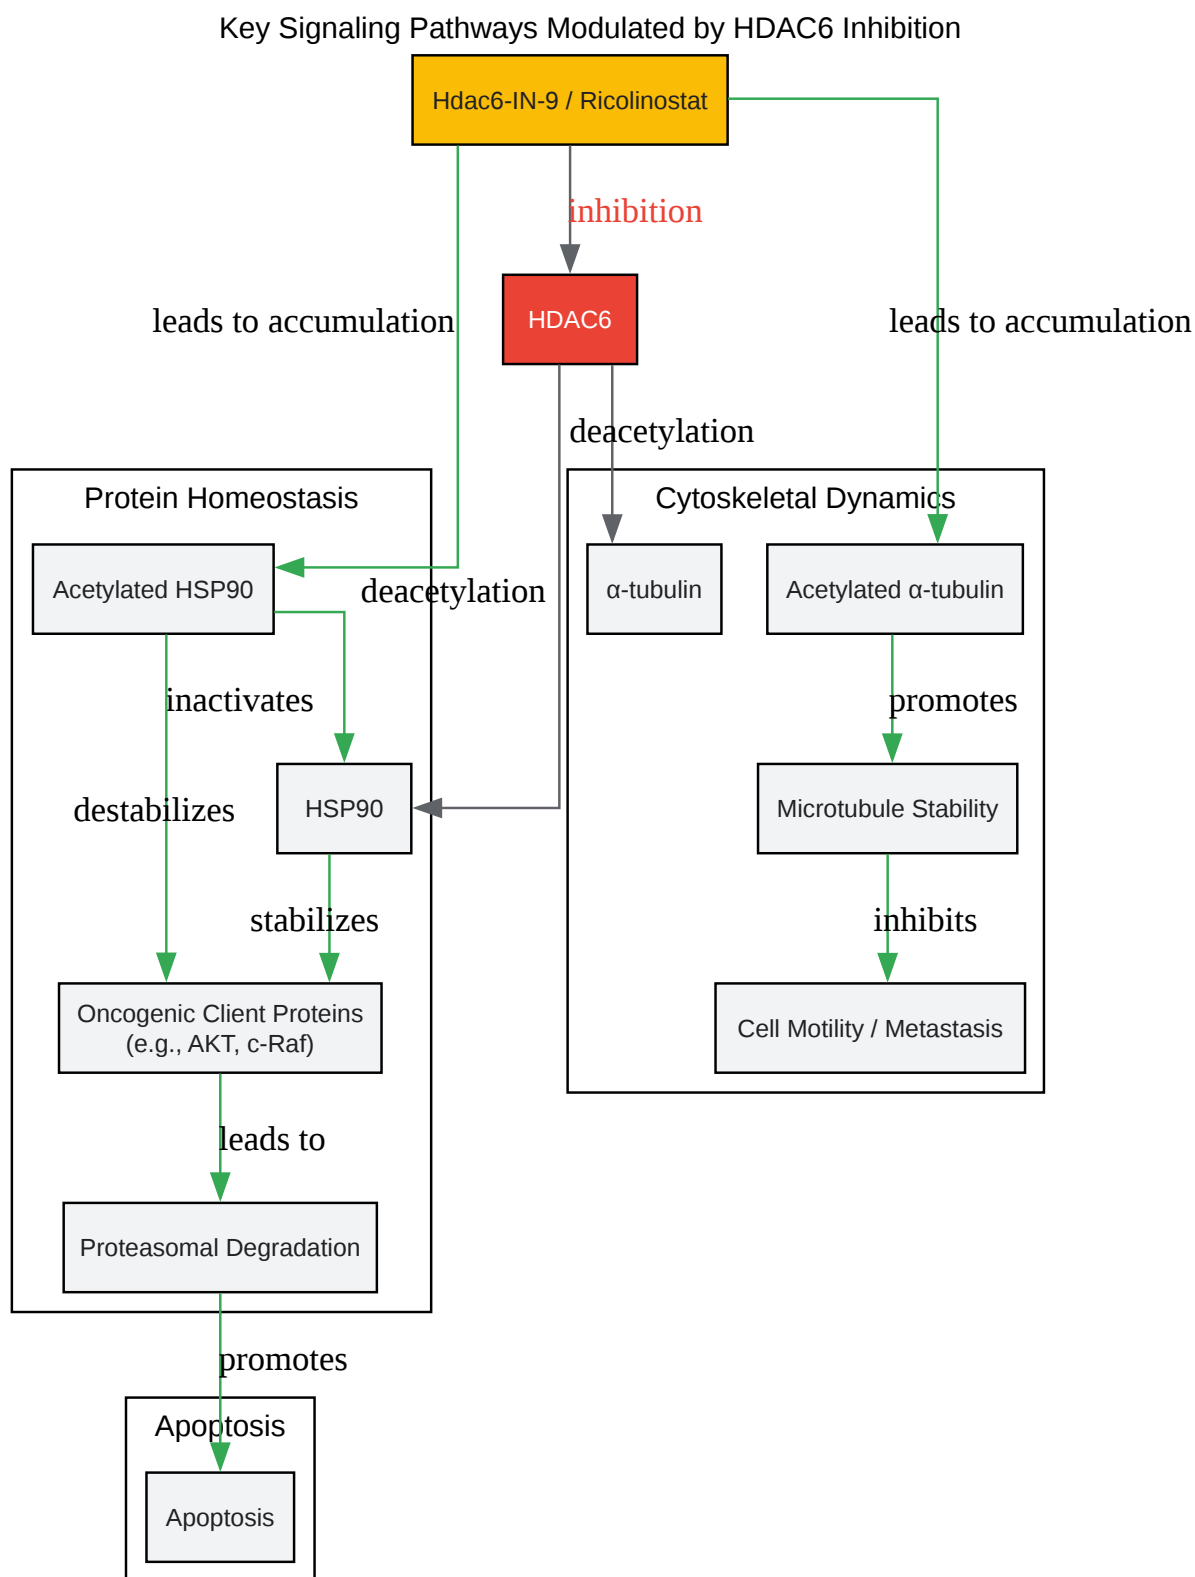 Key Signaling Pathways Modulated by HDAC6 Inhibition
Hdac6-IN-9 / Ricolinostat
inhibition
HDAC6
leads to accumulation
leads to accumulation
deacetylation
Protein Homeostasis
Cytoskeletal Dynamics
Acetylated HSP90
deacetylation
α-tubulin
Acetylated α-tubulin
inactivates
promotes
destabilizes
HSP90
Microtubule Stability
stabilizes
inhibits
Oncogenic Client Proteins
(e.g., AKT, c-Raf)
Cell Motility / Metastasis
leads to
Proteasomal Degradation
promotes
Apoptosis
Apoptosis